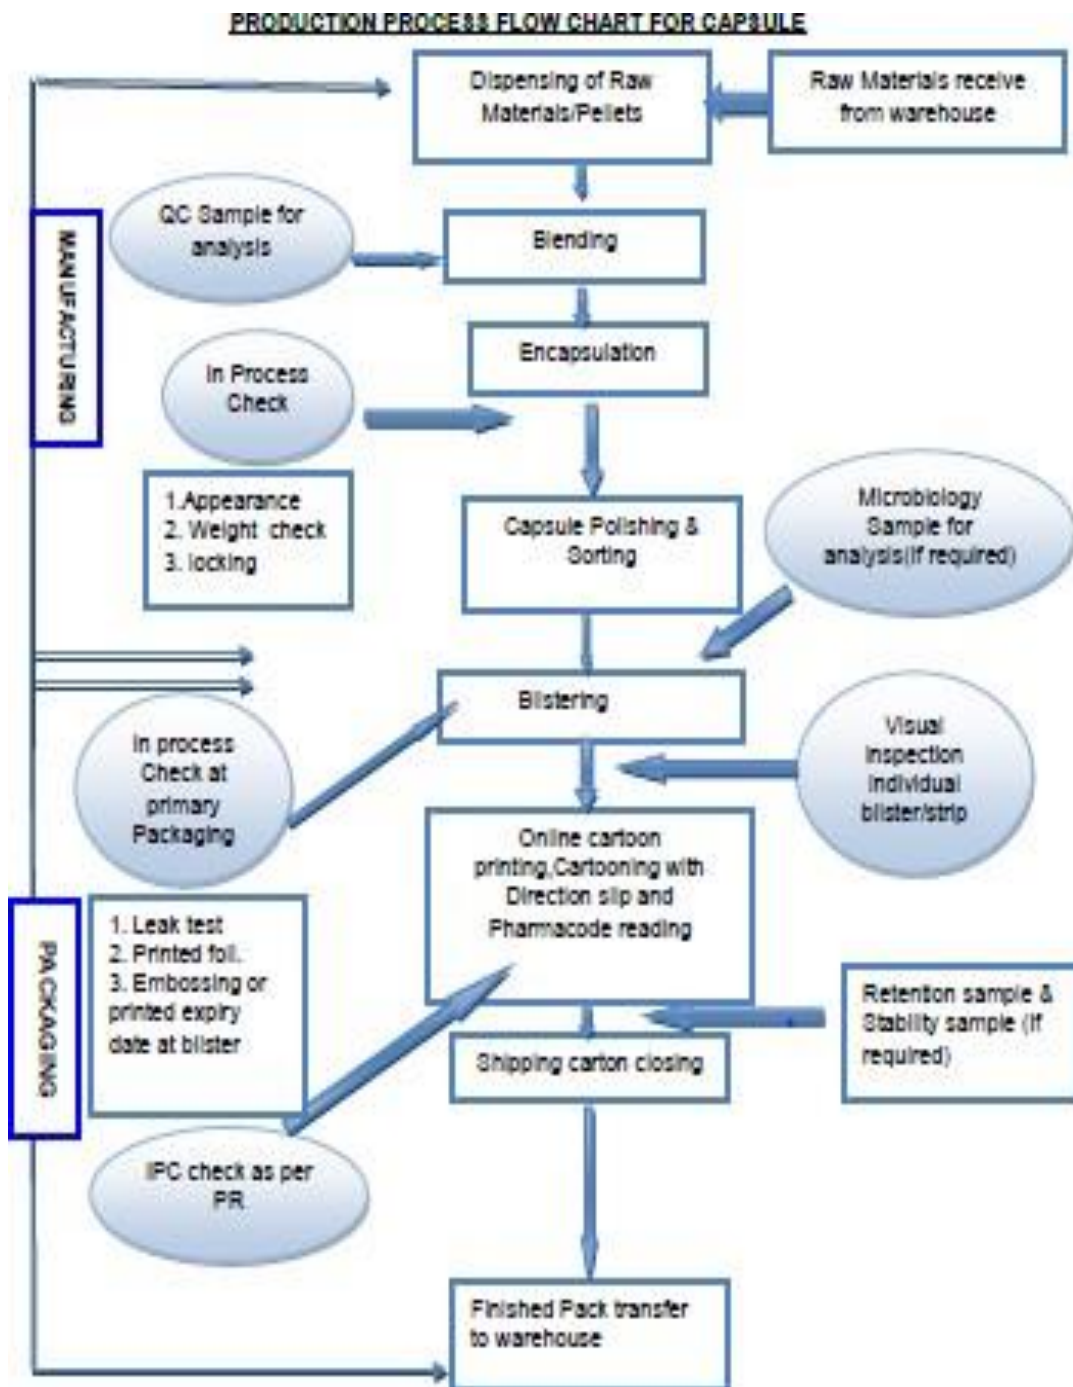 PRODUCTION PROCESS FLOW CHART FOR CAPSULE
Dispensing of Raw
Materials/Pellets
Raw Materials receive
from warehouse
QC Sample for
analysis
Blending
MANUFACTURING
Encapsulation
In Process
Check
1.Appearance
2. Weight check
3. locking
Capsule Polishing &
Sorting
Microbiology
Sample for
analysis(if required)
Blistering
In process
Check at
primary
Packaging
Visual
Inspection
Individual
blister/strip
Online cartoon
printing,Cartooning with
Direction slip and
Pharmacode reading
PACKAGING
1. Leak test
2. Printed foil.
3. Embossing or
printed expiry
date at blister
Retention sample &
Stability sample (if
required)
Shipping carton closing
IPC check as per
PR
Finished Pack transfer
to warehouse